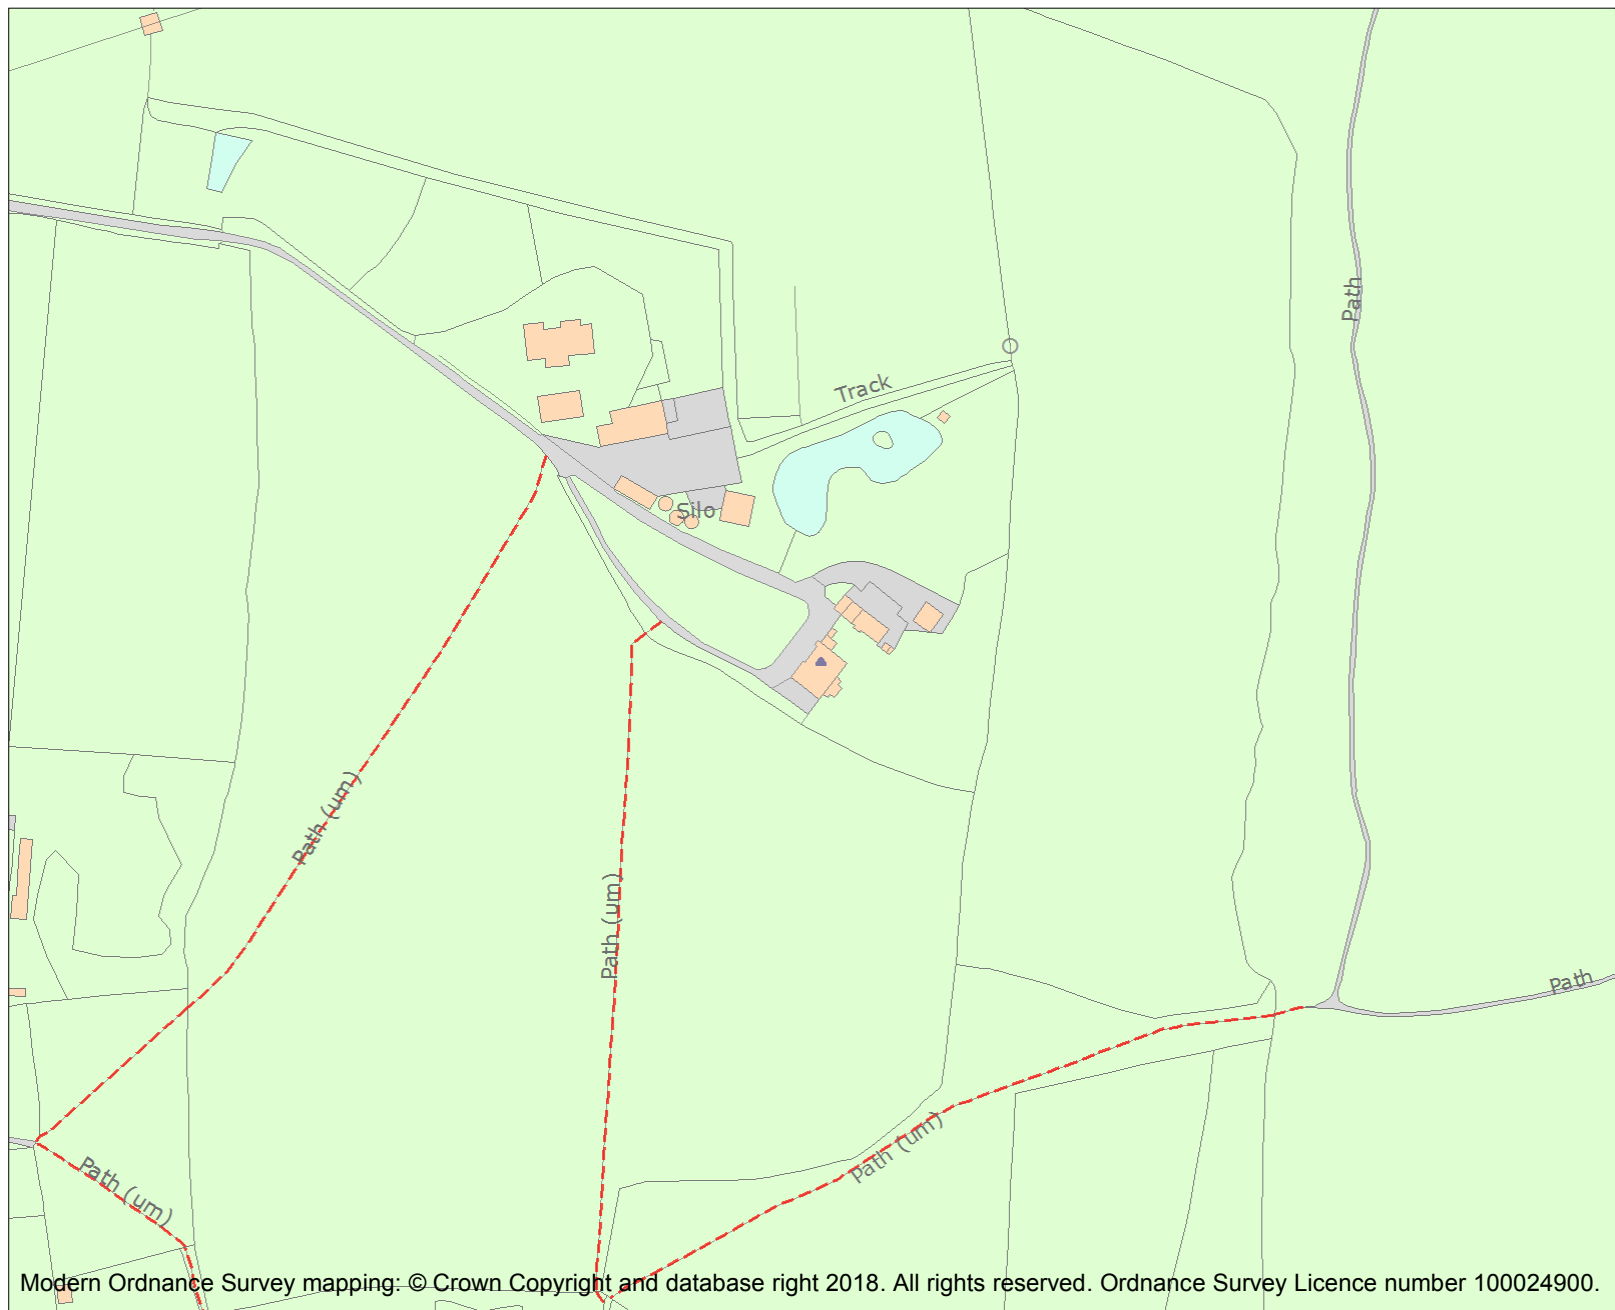 Path
Track
Silo
Path (um)
Path (um)
Path
Path (um)
Path (um)
Modern Ordnance Survey mapping: © Crown Copyright and database right 2018. All rights reserved. Ordnance Survey Licence number 100024900.